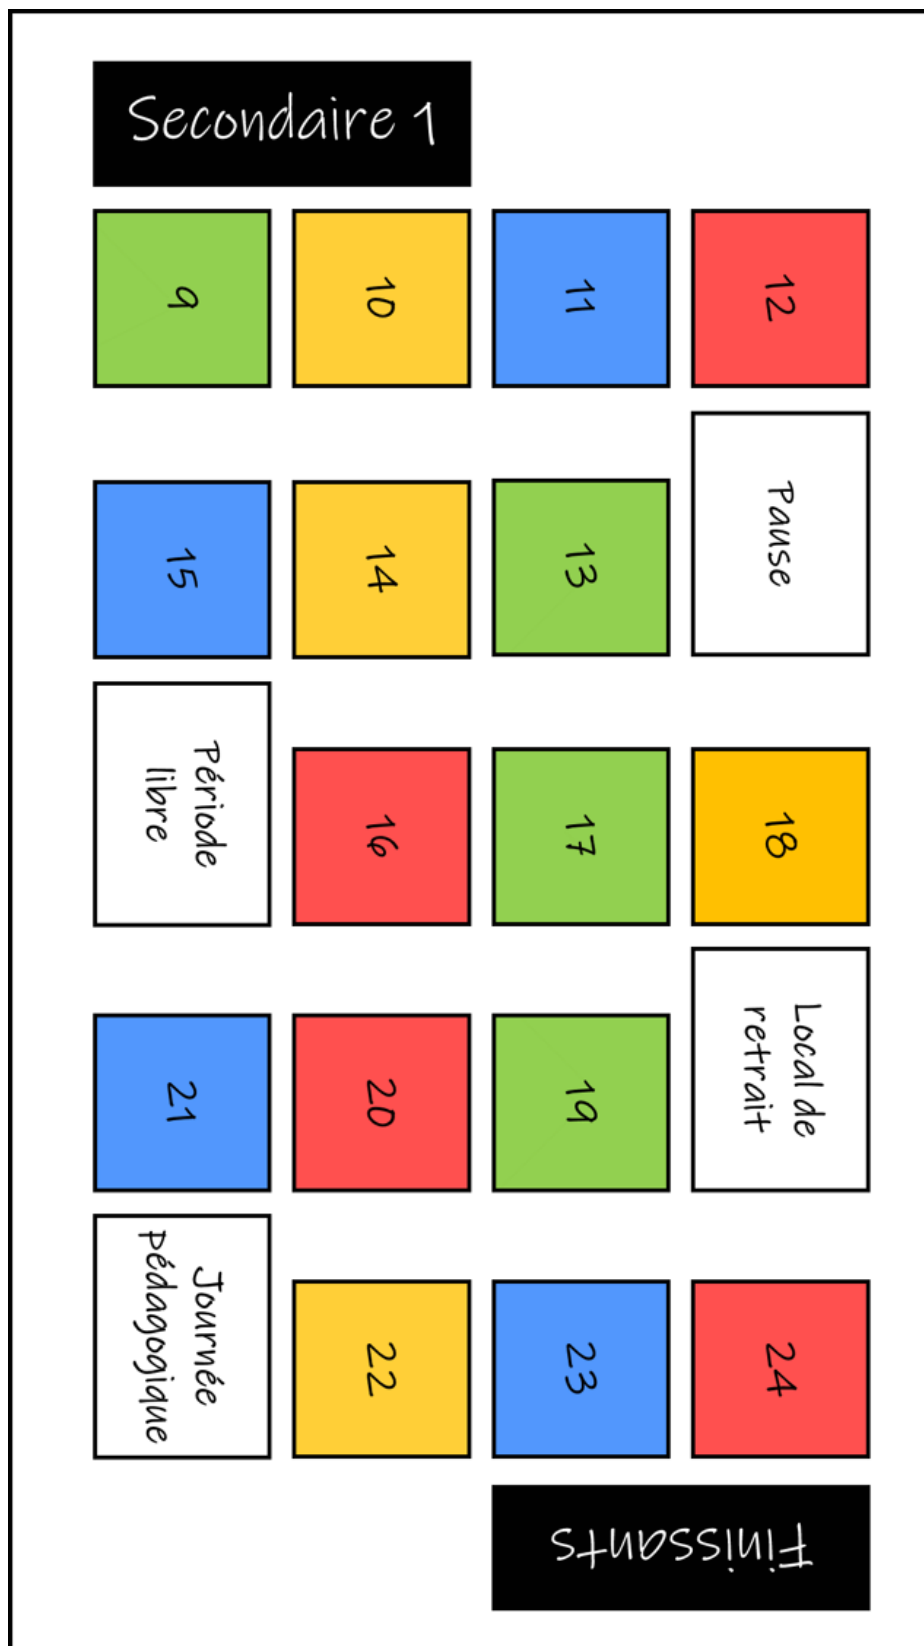 Secondaire 1
9
10
11
12
Pause
13
14
15
Période
libre
16
17
18
Local de
retrait
19
20
21
Journée
pédagogique
22
23
24
Finissants